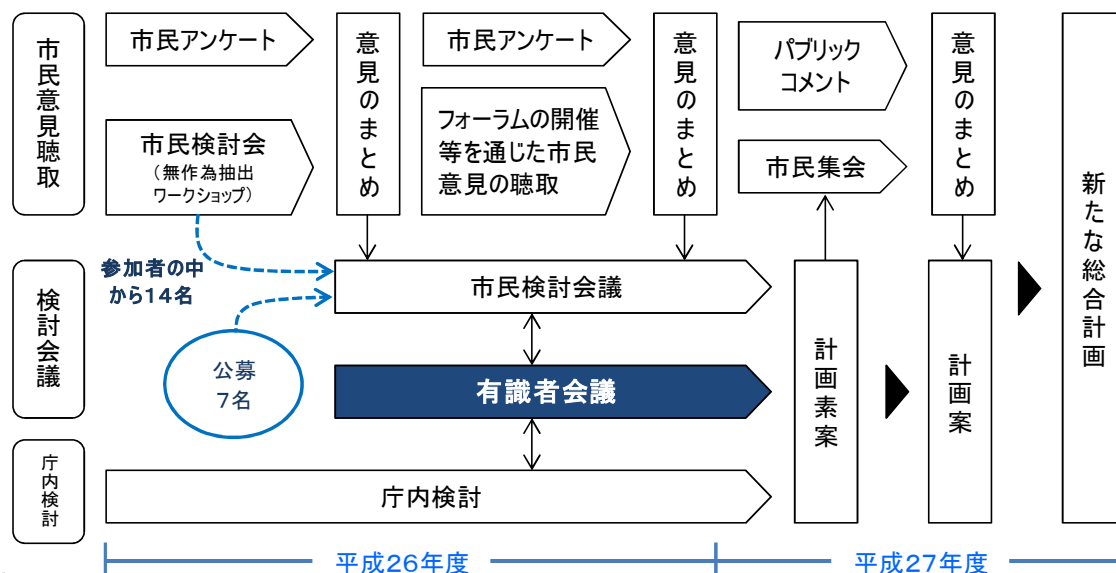 市民意見聴取
市民アンケート
市民検討会
(無作為抽出
ワークショップ)
意見のまとめ
市民アンケート
フォーラムの開催
等を通じた市民
意見の聴取
意見のまとめ
パブリック
コメント
市民集会
意見のまとめ
新たな総合計画
検討会議
参加者の中
から14名
公募
7名
市民検討会議
有識者会議
計画素案
計画案
庁内検討
庁内検討
平成26年度
平成27年度